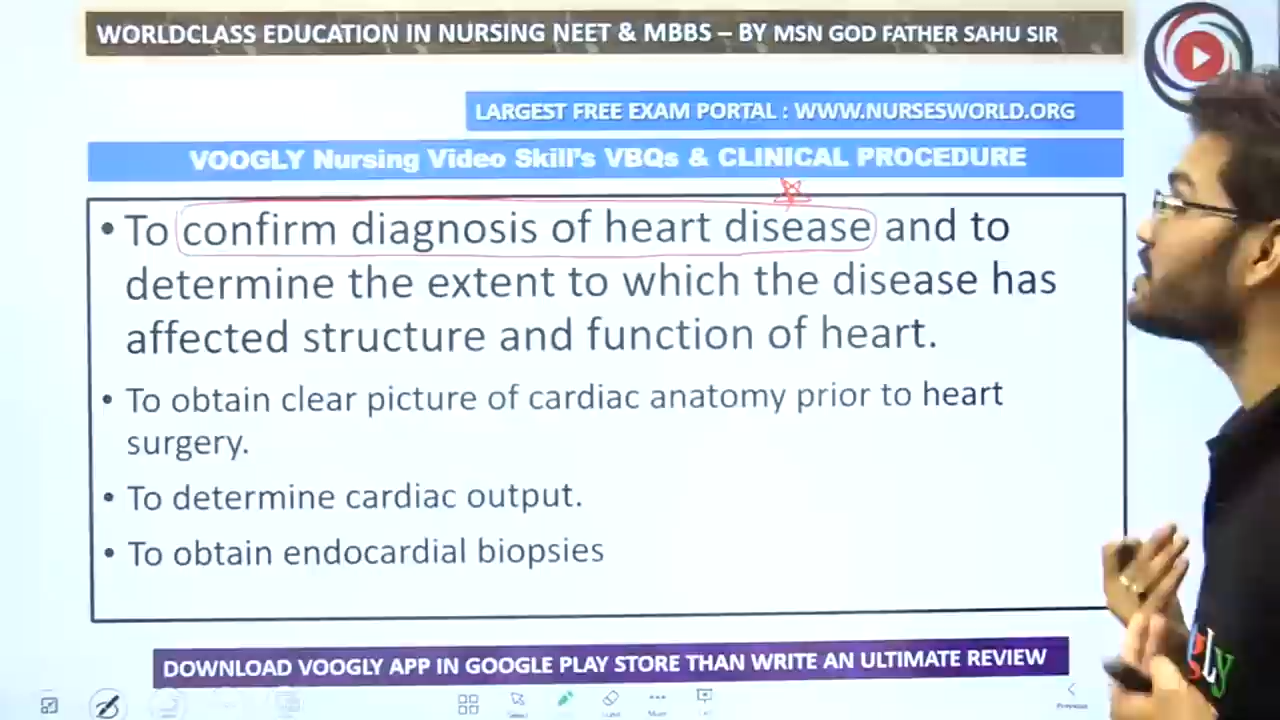 WORLDCLASS EDUCATION IN NURSING NEET & MBBS – BY MSN GOD FATHER SAHU SIR
LARGEST FREE EXAM PORTAL : WWW.NURSESWORLD.ORG
VOOGLY Nursing Video Skill's VBQs & CLINICAL PROCEDURE
• To confirm diagnosis of heart disease and to
determine the extent to which the disease has
affected structure and function of heart.
• To obtain clear picture of cardiac anatomy prior to heart
surgery.
• To determine cardiac output.
• To obtain endocardial biopsies
DOWNLOAD VOOGLY APP IN GOOGLE PLAY STORE THAN WRITE AN ULTIMATE REVIEW